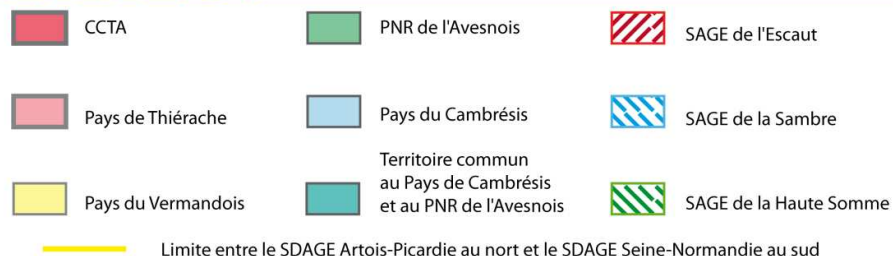 CCTA
PNR de l'Avesnois
SAGE de l'Escaut
Pays de Thiérache
Pays du Cambrésis
SAGE de la Sambre
Pays du Vermandois
Territoire commun
au Pays de Cambrésis
et au PNR de l'Avesnois
SAGE de la Haute Somme
Limite entre le SDAGE Artois-Picardie au nort et le SDAGE Seine-Normandie au sud